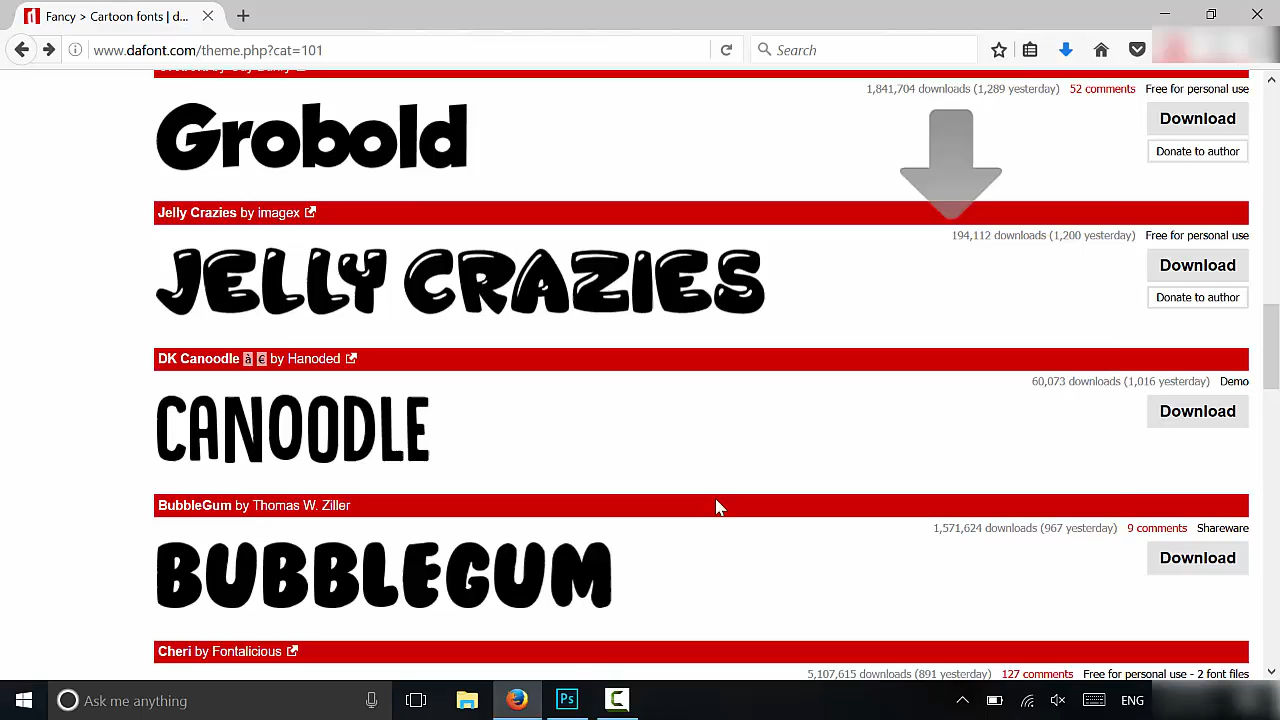 Fancy > Cartoon fonts | d...
www.dafont.com/theme.php?cat=101
Search
1,841,704 downloads (1,289 yesterday) 52 comments Free for personal use
Grobold
Download
Donate to author
Jelly Crazies by imagex
194,112 downloads (1,200 yesterday) Free for personal use
JELLY CRAZIES
Download
Donate to author
DK Canoodle à € by Hanoded
60,073 downloads (1,016 yesterday) Demo
CANOODLE
Download
BubbleGum by Thomas W. Ziller
1,571,624 downloads (967 yesterday) 9 comments Shareware
BUBBLEGUM
Download
Cheri by Fontalicious
5,107,615 downloads (891 yesterday) 127 comments Free for personal use - 2 font files
Ask me anything
Ps
ENG